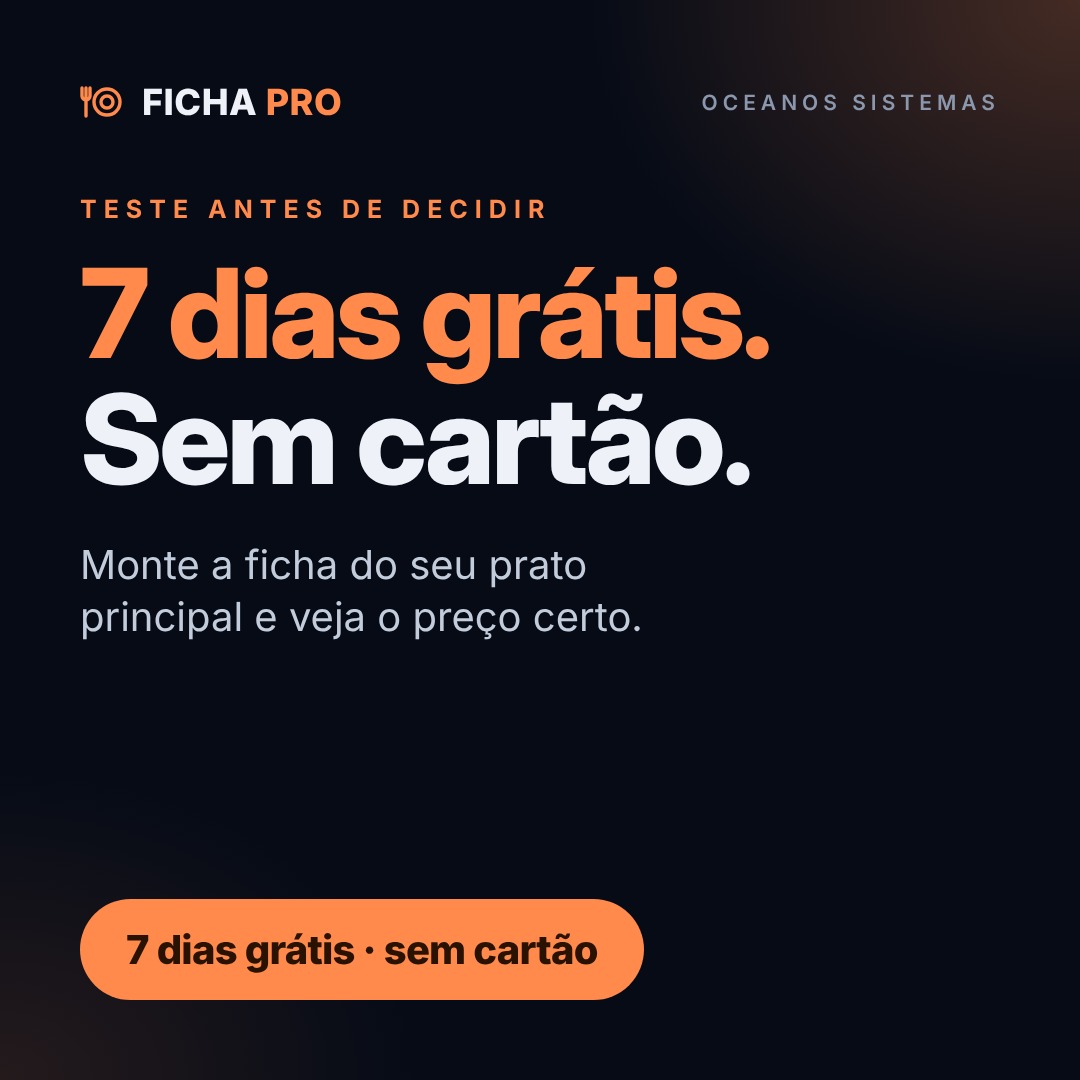 FICHA PRO
OCEANOS SISTEMAS
TESTE ANTES DE DECIDIR
7 dias grátis.
Sem cartão.
Monte a ficha do seu prato
principal e veja o preço certo.
7 dias grátis · sem cartão